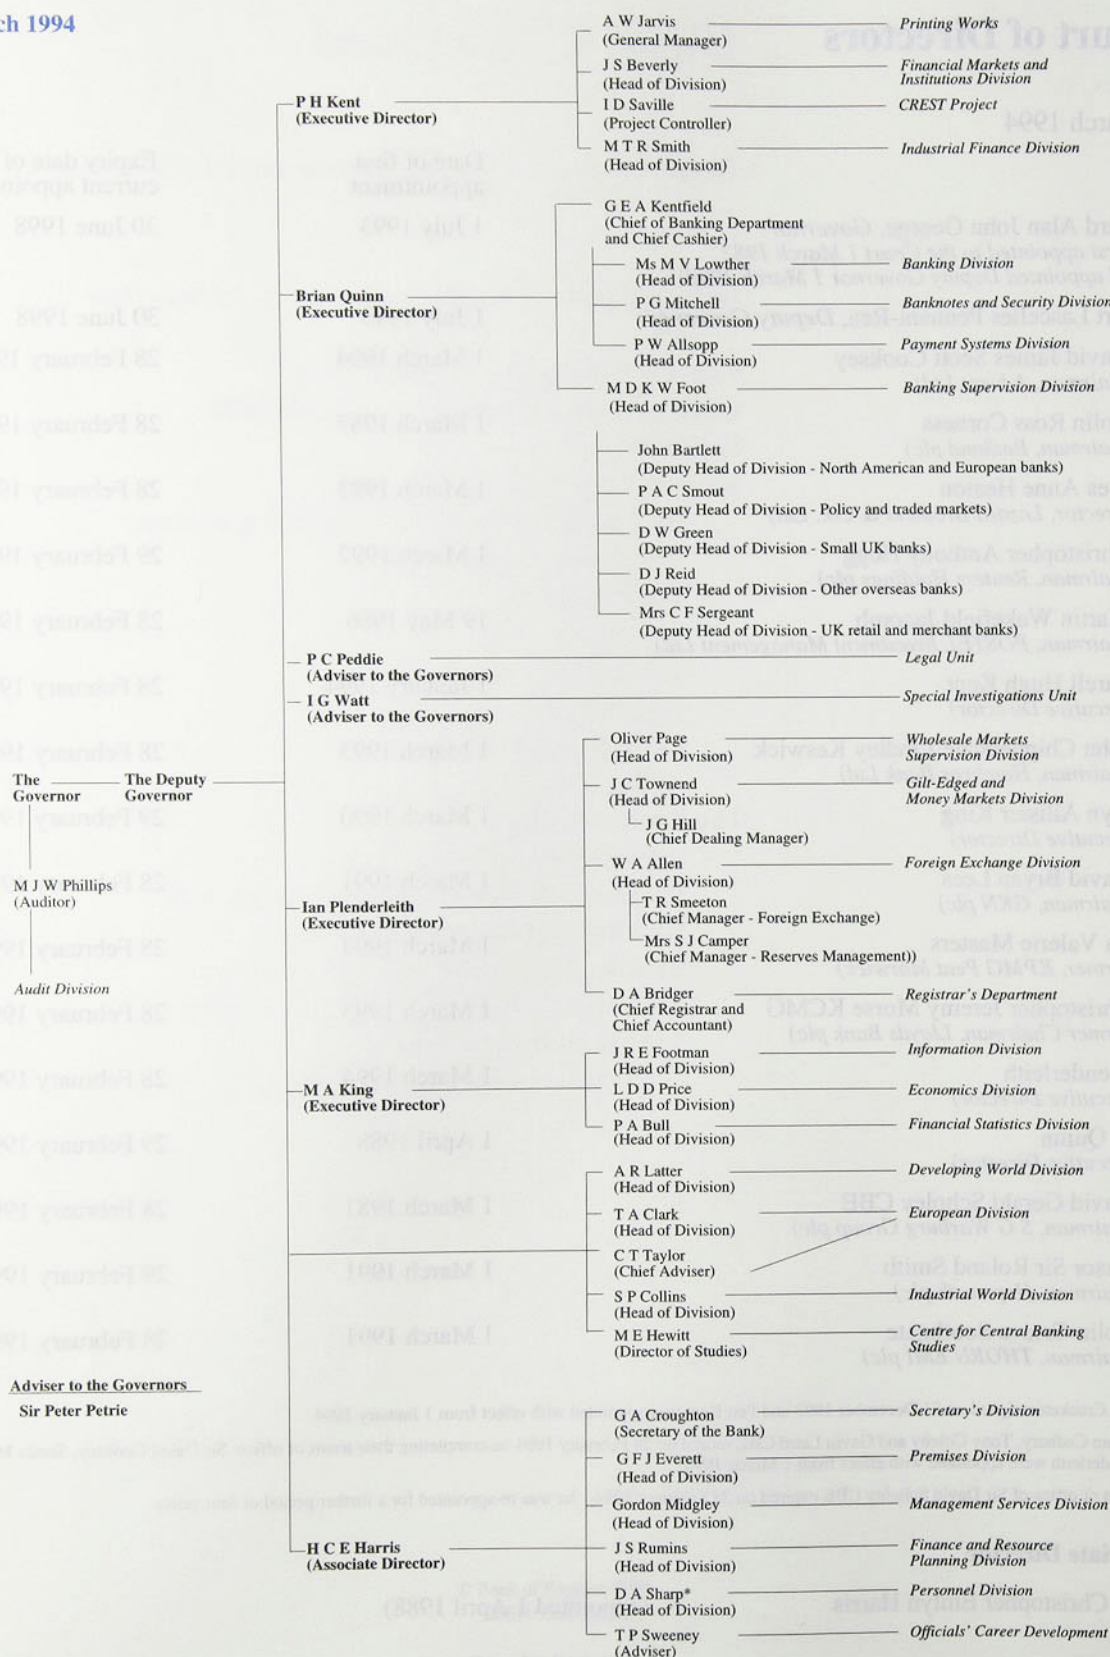 ch 1994
A W Jarvis
(General Manager)
Printing Works
J S Beverly
(Head of Division)
Financial Markets and
Institutions Division
P H Kent
(Executive Director)
I D Saville
(Project Controller)
CREST Project
M T R Smith
(Head of Division)
Industrial Finance Division
G E A Kentfield
(Chief of Banking Department
and Chief Cashier)
Ms M V Lowther
(Head of Division)
Banking Division
Brian Quinn
(Executive Director)
P G Mitchell
(Head of Division)
Banknotes and Security Division
P W Allsopp
(Head of Division)
Payment Systems Division
M D K W Foot
(Head of Division)
Banking Supervision Division
John Bartlett
(Deputy Head of Division - North American and European banks)
P A C Smout
(Deputy Head of Division - Policy and traded markets)
D W Green
(Deputy Head of Division - Small UK banks)
D J Reid
(Deputy Head of Division - Other overseas banks)
Mrs C F Sergeant
(Deputy Head of Division - UK retail and merchant banks)
P C Peddie
(Adviser to the Governors)
Legal Unit
I G Watt
(Adviser to the Governors)
Special Investigations Unit
The
Governor
The Deputy
Governor
M J W Phillips
(Auditor)
Audit Division
Oliver Page
(Head of Division)
Wholesale Markets
Supervision Division
J C Townend
(Head of Division)
Gilt-Edged and
Money Markets Division
J G Hill
(Chief Dealing Manager)
Ian Plenderleith
(Executive Director)
W A Allen
(Head of Division)
Foreign Exchange Division
T R Smeeton
(Chief Manager - Foreign Exchange)
Mrs S J Camper
(Chief Manager - Reserves Management))
D A Bridger
(Chief Registrar and
Chief Accountant)
Registrar's Department
J R E Footman
(Head of Division)
Information Division
M A King
(Executive Director)
L D D Price
(Head of Division)
Economics Division
P A Bull
(Head of Division)
Financial Statistics Division
A R Latter
(Head of Division)
Developing World Division
T A Clark
(Head of Division)
European Division
C T Taylor
(Chief Adviser)
S P Collins
(Head of Division)
Industrial World Division
M E Hewitt
(Director of Studies)
Centre for Central Banking
Studies
Adviser to the Governors
Sir Peter Petrie
G A Croughton
(Secretary of the Bank)
Secretary's Division
G F J Everett
(Head of Division)
Premises Division
Gordon Midgley
(Head of Division)
Management Services Division
H C E Harris
(Associate Director)
J S Rumins
(Head of Division)
Finance and Resource
Planning Division
D A Sharp*
(Head of Division)
Personnel Division
T P Sweeney
(Adviser)
Officials' Career Development